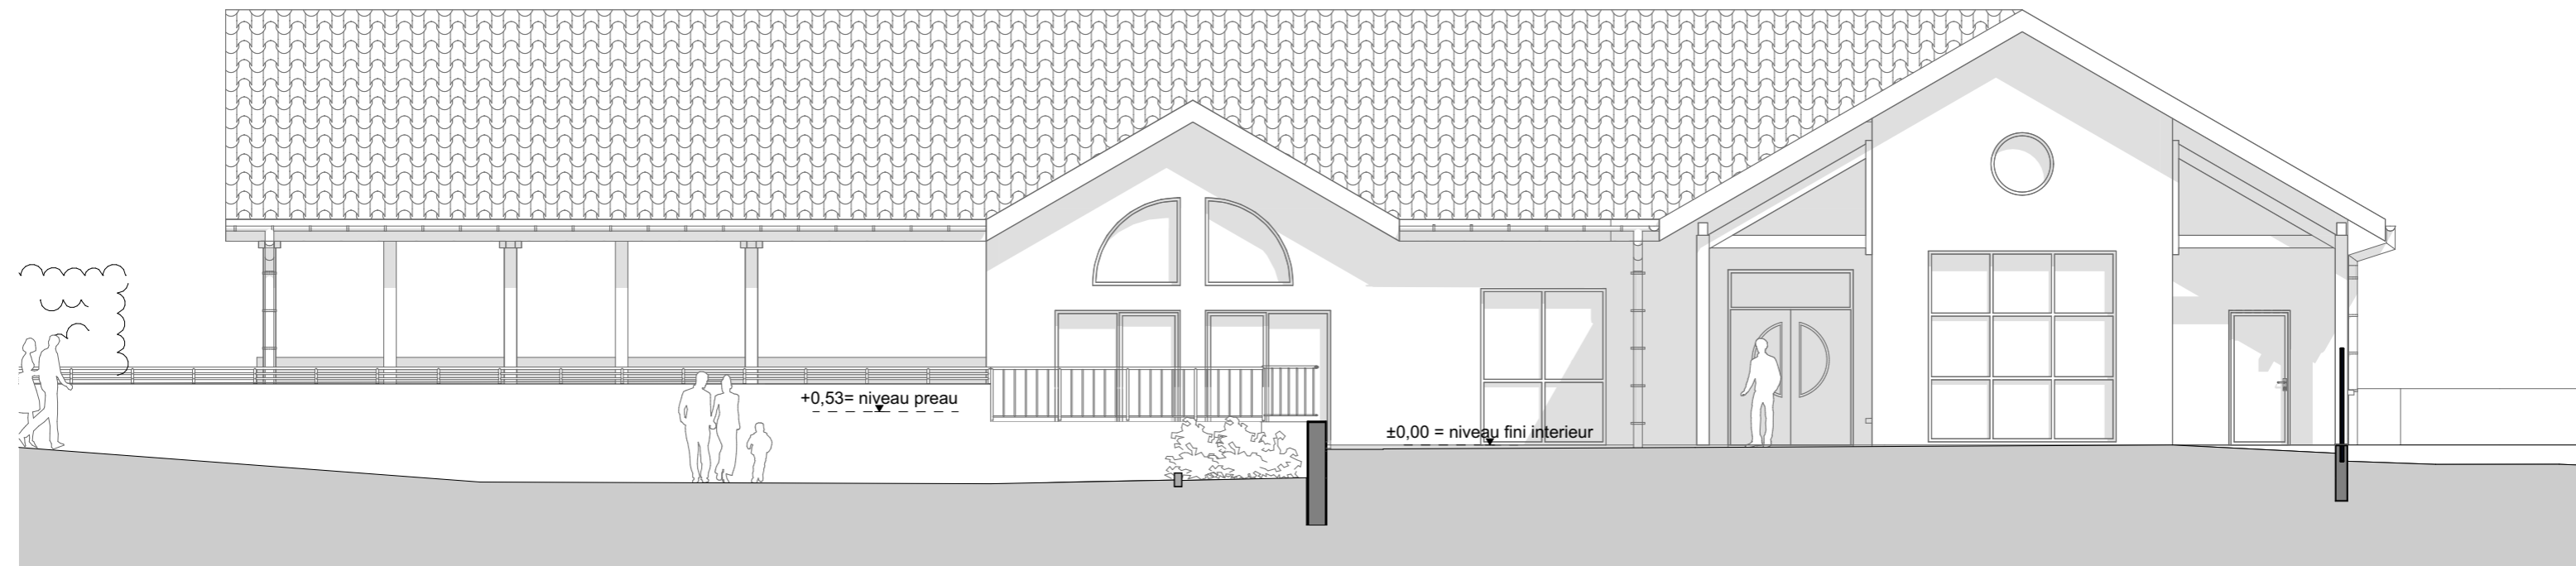 +0,53= niveau preau
±0,00 = niveau fini interieur